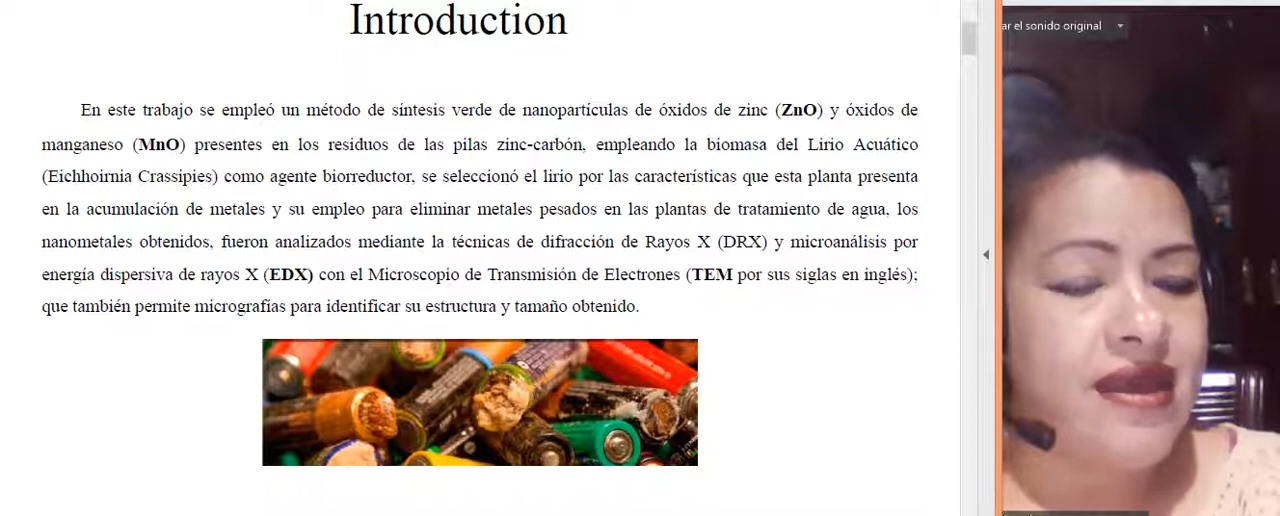 Introduction
ar el sonido original
En este trabajo se empleó un método de síntesis verde de nanopartículas de óxidos de zinc (ZnO) y óxidos de
manganeso (MnO) presentes en los residuos de las pilas zinc-carbón, empleando la biomasa del Lirio Acuático
(Eichhoirnia Crassipies) como agente biorreductor, se seleccionó el lirio por las características que esta planta presenta
en la acumulación de metales y su empleo para eliminar metales pesados en las plantas de tratamiento de agua, los
nanometales obtenidos, fueron analizados mediante la técnicas de difracción de Rayos X (DRX) y microanálisis por
energía dispersiva de rayos X (EDX) con el Microscopio de Transmisión de Electrones (TEM por sus siglas en inglés);
que también permite micrografías para identificar su estructura y tamaño obtenido.